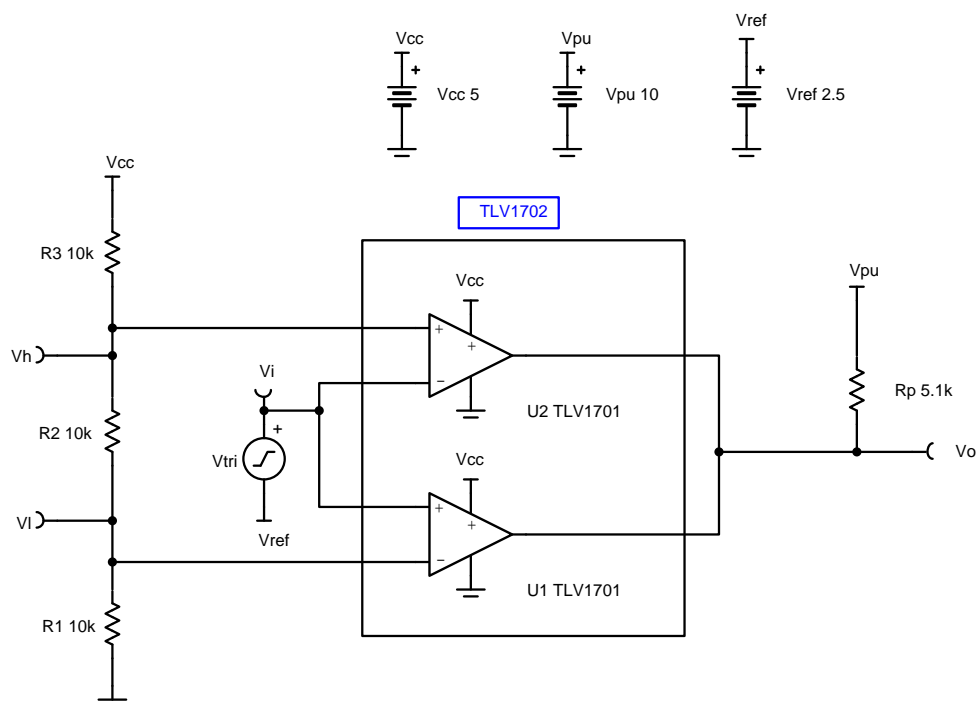 Vref
Vcc
Vpu
+
+
+
Vcc 5
Vpu 10
Vref 2.5
Vcc
TLV1702
R3 10k
Vcc
Vpu
+
+
Vh
Vi
−
Rp 5.1k
U2 TLV1701
R2 10k
+
Vtri
Vcc
Vo
+
+
Vl
Vref
−
U1 TLV1701
R1 10k